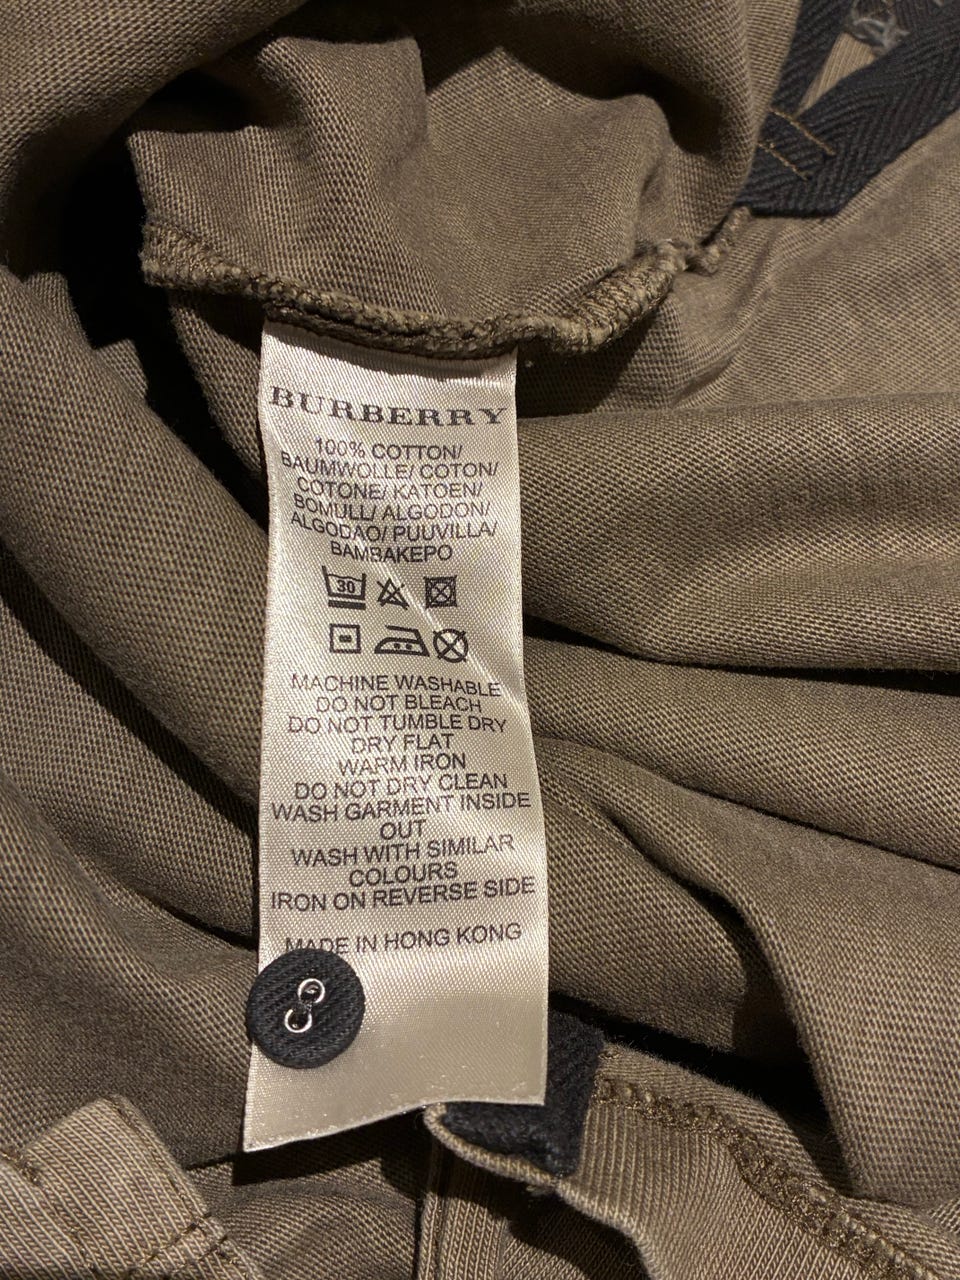 BURBERRY
100% COTTON/
BAUMWOLLE/ COTON/
COTONE/ KATOEN/
BOMULL/ ALGODON/
ALGODAO/ PUUVILLA/
BAMBAKEPO
30
MACHINE WASHABLE
DO NOT BLEACH
DO NOT TUMBLE DRY
DRY FLAT
WARM IRON
DO NOT DRY CLEAN
WASH GARMENT INSIDE
OUT
WASH WITH SIMILAR
COLOURS
IRON ON REVERSE SIDE
MADE IN HONG KONG